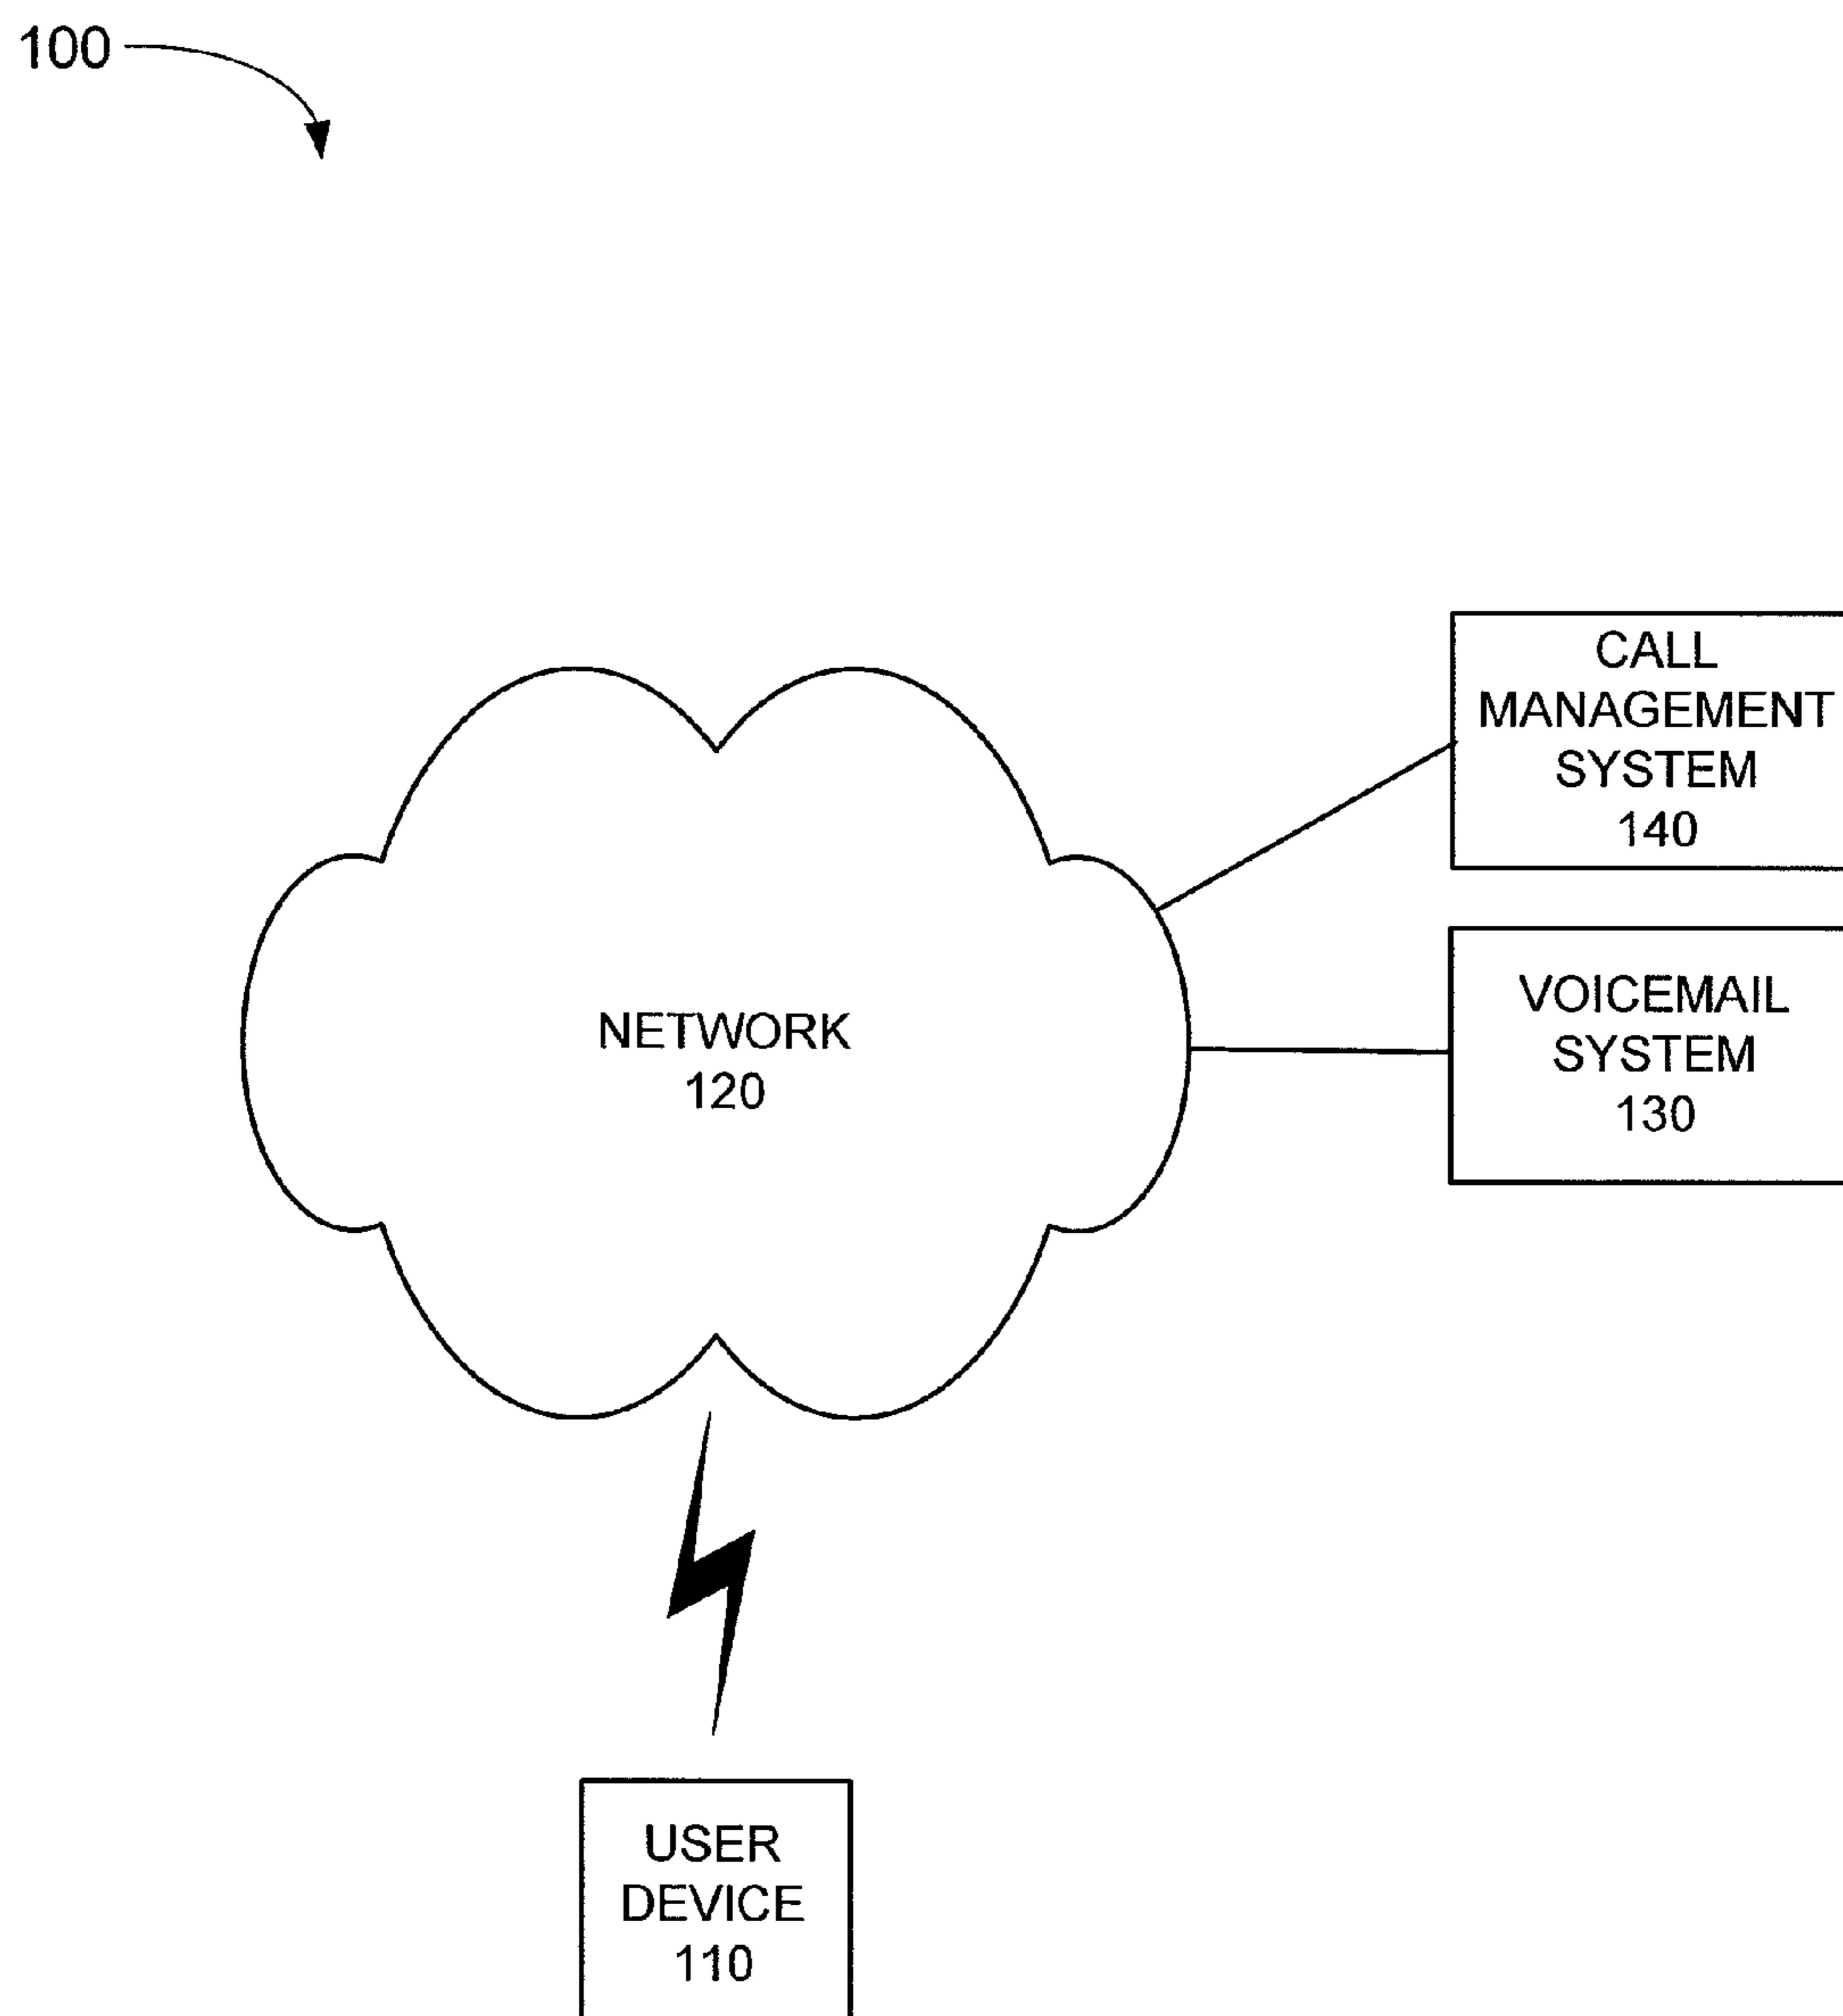 100
CALL
MANAGEMENT
SYSTEM
140
VOICEMAIL
SYSTEM
130
NETWORK
120
USER
DEVICE
110